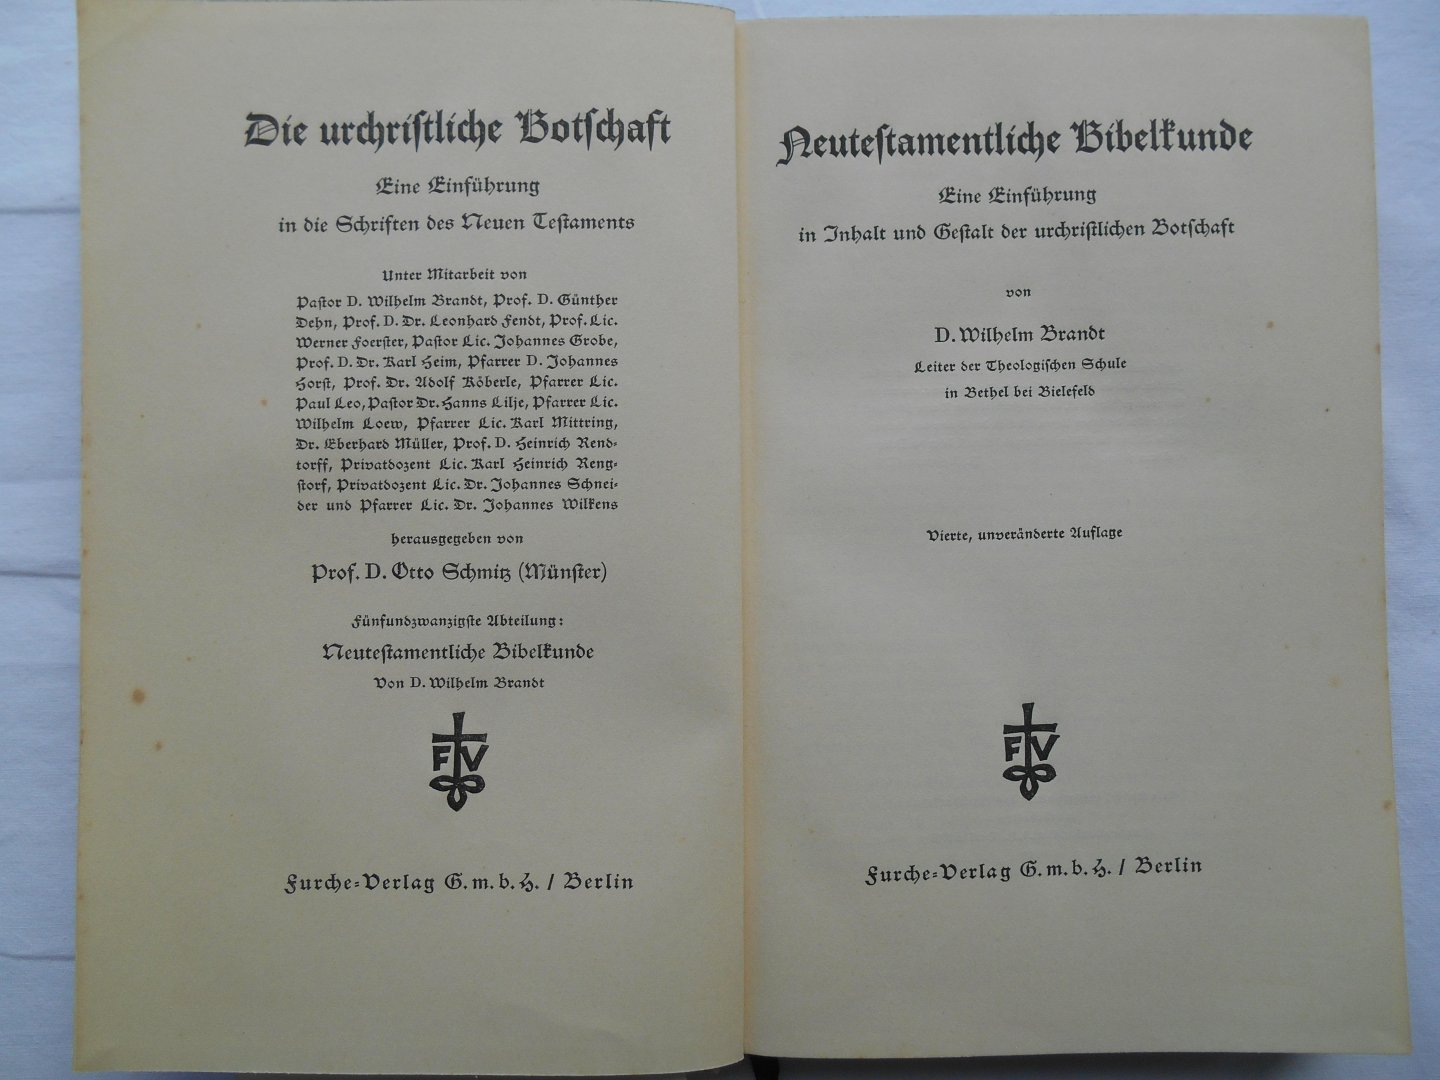 Die urchristliche Botschaft
Eine Einführung
in die Schriften des Neuen Testaments
Unter Mitarbeit von
Pastor D. Wilhelm Brandt, Prof. D. Günther
Dehn, Prof. D. Dr. Leonhard Fendt, Prof. Lic.
Werner Foerster, Pastor Lic. Johannes Grobe,
Prof. D. Dr. Karl Heim, Pfarrer D. Johannes
Horst, Prof. Dr. Adolf Köberle, Pfarrer Lic.
Paul Leo, Pastor Dr. Hanns Lilje, Pfarrer Lic.
Wilhelm Loew, Pfarrer Lic. Karl Mittring,
Dr. Eberhard Müller, Prof. D. Heinrich Rend-
torff, Privatdozent Lic. Karl Heinrich Reng-
storf, Privatdozent Lic. Dr. Johannes Schnei-
der und Pfarrer Lic. Dr. Johannes Wilkens
herausgegeben von
Prof. D. Otto Schmitz (Münster)
Fünfundzwanzigste Abteilung:
Neutestamentliche Bibelkunde
Von D. Wilhelm Brandt
FV
Furche-Verlag G. m. b. H. / Berlin
Neutestamentliche Bibelkunde
Eine Einführung
in Inhalt und Gestalt der urchristlichen Botschaft
von
D. Wilhelm Brandt
Leiter der Theologischen Schule
in Bethel bei Bielefeld
Vierte, unveränderte Auflage
FV
Furche-Verlag G. m. b. H. / Berlin